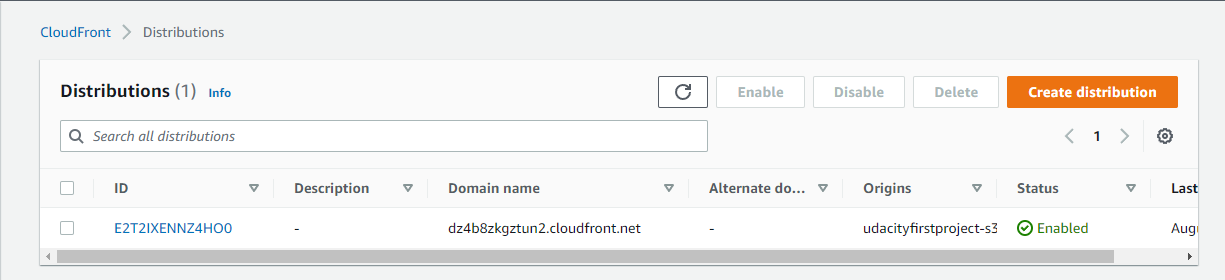 CloudFront > Distributions
Distributions (1) Info
Enable Disable Delete Create distribution
Search all distributions
1
ID Description Domain name Alternate do... Origins Status Last
E2T2IXENNZ4HO0 - dz4b8zkgztun2.cloudfront.net - udacityfirstproject-s3 Enabled Aug